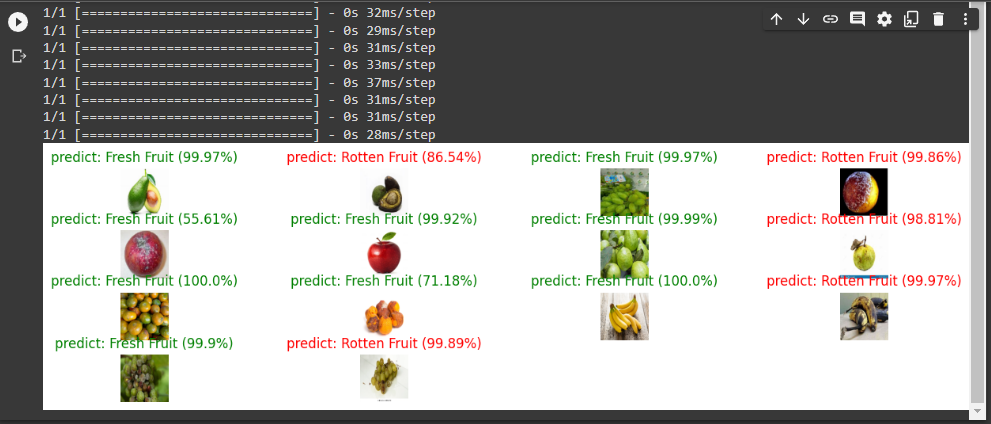 1/1 [==============================] - 0s 32ms/step
1/1 [==============================] - 0s 29ms/step
1/1 [==============================] - 0s 31ms/step
1/1 [==============================] - 0s 33ms/step
1/1 [==============================] - 0s 37ms/step
1/1 [==============================] - 0s 31ms/step
1/1 [==============================] - 0s 31ms/step
1/1 [==============================] - 0s 28ms/step
predict: Fresh Fruit (99.97%) predict: Rotten Fruit (86.54%) predict: Fresh Fruit (99.97%) predict: Rotten Fruit (99.86%)
predict: Fresh Fruit (55.61%) predict: Fresh Fruit (99.92%) predict: Fresh Fruit (99.99%) predict: Rotten Fruit (98.81%)
predict: Fresh Fruit (100.0%) predict: Fresh Fruit (71.18%) predict: Fresh Fruit (100.0%) predict: Rotten Fruit (99.97%)
predict: Fresh Fruit (99.9%) predict: Rotten Fruit (99.89%)